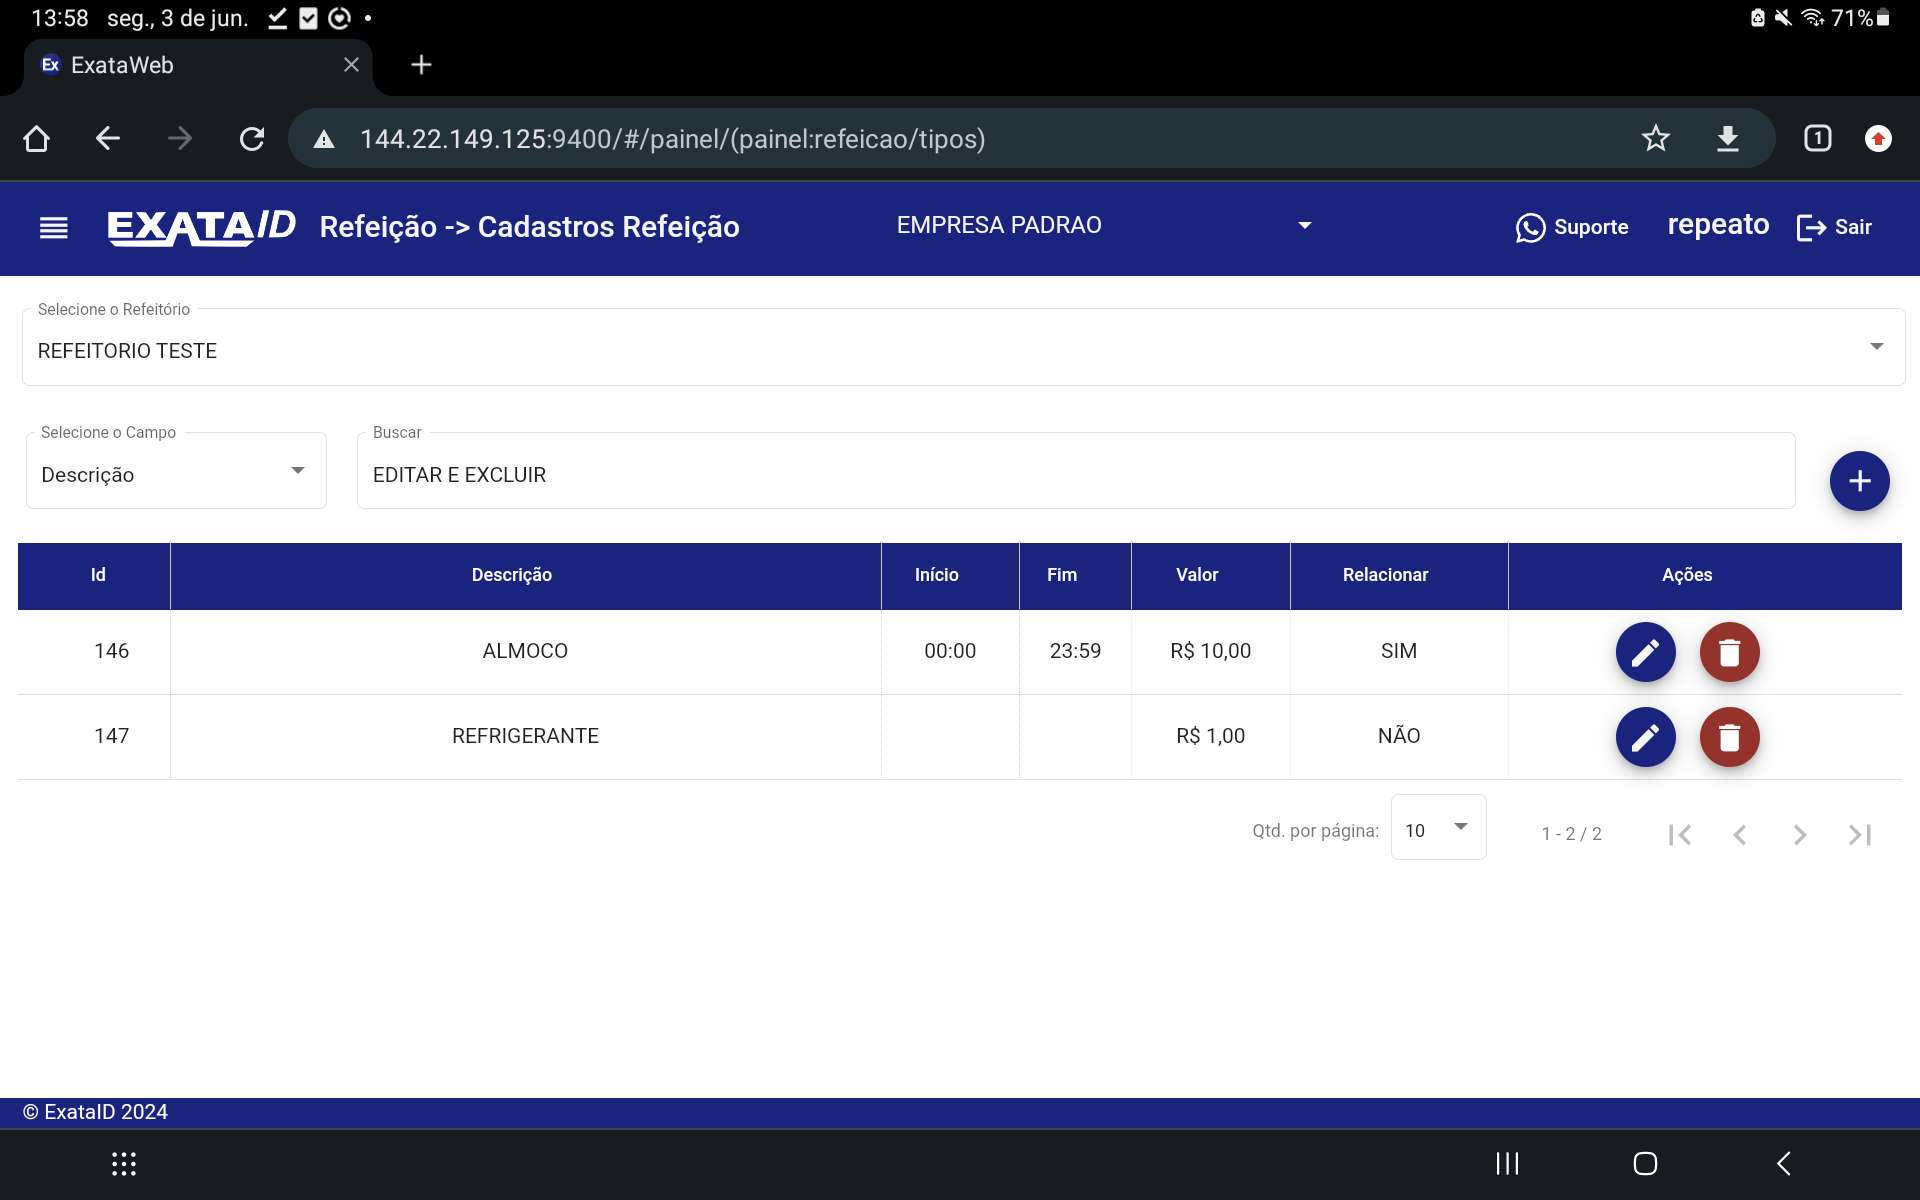 13:58 seg., 3 de jun. 71%
Ex ExataWeb
144.22.149.125:9400/#/painel/(painel:refeicao/tipos) 1
EXATAID Refeição -> Cadastros Refeição EMPRESA PADRAO Suporte repeato Sair
Selecione o Refeitório
REFEITORIO TESTE
Selecione o Campo Buscar
Descrição EDITAR E EXCLUIR
Id Descrição Início Fim Valor Relacionar Ações
146 ALMOCO 00:00 23:59 R$ 10,00 SIM
147 REFRIGERANTE R$ 1,00 NÃO
Qtd. por página: 10 1 - 2 / 2
© ExataID 2024